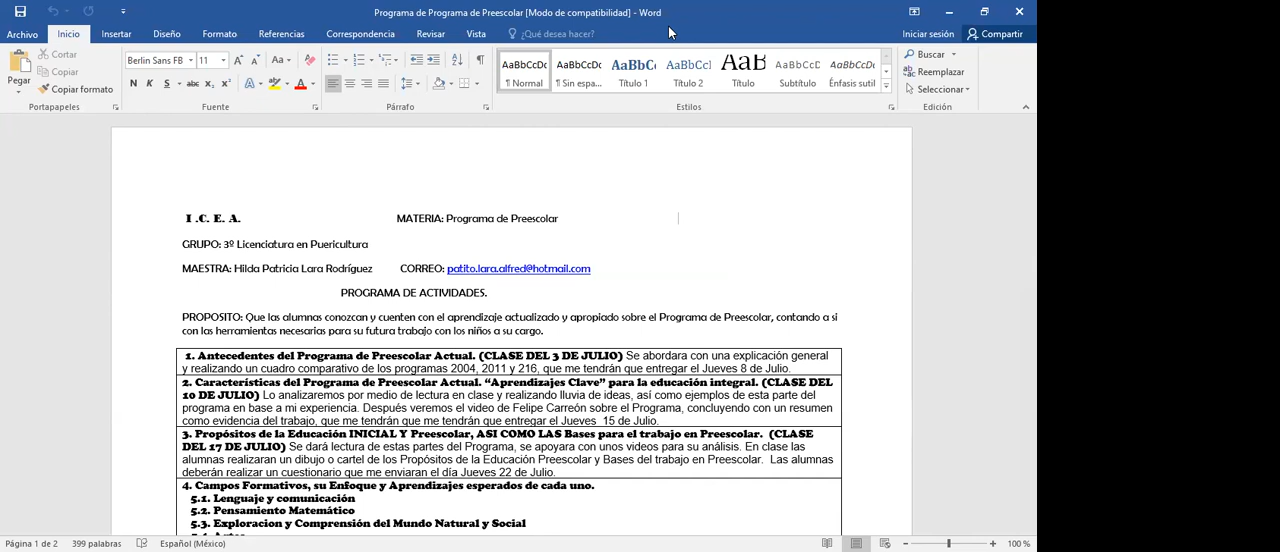 Programa de Programa de Preescolar [Modo de compatibilidad] - Word
Archivo Inicio Insertar Diseño Formato Referencias Correspondencia Revisar Vista ¿Qué desea hacer? Iniciar sesión Compartir
Pegar
Cortar
Copiar
Copiar formato
Portapapeles
Berlin Sans FB 11
Fuente
Párrafo
AaBbCcDc AaBbCcDc AaBbC AaBbCcI AaB AaBbCcD AaBbCcDc
¶ Normal ¶ Sin espa... Título 1 Título 2 Título Subtítulo Énfasis sutil
Estilos
Buscar
Reemplazar
Seleccionar
Edición
I .C. E. A. MATERIA: Programa de Preescolar
GRUPO: 3º Licenciatura en Puericultura
MAESTRA: Hilda Patricia Lara Rodríguez CORREO: patito.lara.alfred@hotmail.com
PROGRAMA DE ACTIVIDADES.
PROPOSITO: Que las alumnas conozcan y cuenten con el aprendizaje actualizado y apropiado sobre el Programa de Preescolar, contando a si
con las herramientas necesarias para su futura trabajo con los niños a su cargo.
1. Antecedentes del Programa de Preescolar Actual. (CLASE DEL 3 DE JULIO) Se abordara con una explicación general
y realizando un cuadro comparativo de los programas 2004, 2011 y 216, que me tendrán que entregar el Jueves 8 de Julio.
2. Características del Programa de Preescolar Actual. “Aprendizajes Clave” para la educación integral. (CLASE DEL
10 DE JULIO) Lo analizaremos por medio de lectura en clase y realizando lluvia de ideas, así como ejemplos de esta parte del
programa en base a mi experiencia. Después veremos el video de Felipe Carreón sobre el Programa, concluyendo con un resumen
como evidencia del trabajo, que me tendrán que me tendrán que entregar el Jueves 15 de Julio.
3. Propósitos de la Educación INICIAL Y Preescolar, ASI COMO LAS Bases para el trabajo en Preescolar. (CLASE
DEL 17 DE JULIO) Se dará lectura de estas partes del Programa, se apoyara con unos videos para su análisis. En clase las
alumnas realizaran un dibujo o cartel de los Propósitos de la Educación Preescolar y Bases del trabajo en Preescolar. Las alumnas
deberán realizar un cuestionario que me enviaran el día Jueves 22 de Julio.
4. Campos Formativos, su Enfoque y Aprendizajes esperados de cada uno.
5.1. Lenguaje y comunicación
5.2. Pensamiento Matemático
5.3. Exploracion y Comprensión del Mundo Natural y Social
5.4. Artes
Página 1 de 2 399 palabras Español (México) 100 %